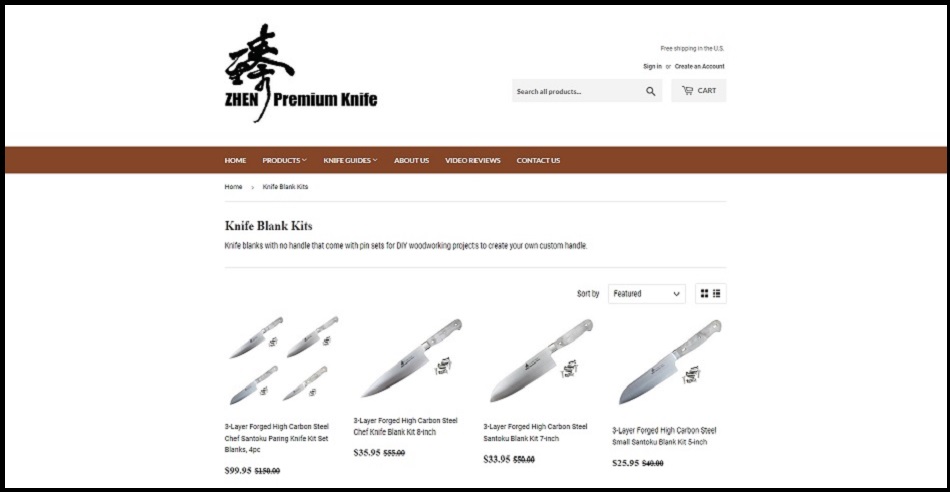 臻
ZHEN Premium Knife
Free shipping in the U.S.
Sign in or Create an Account
Search all products...
CART
HOME PRODUCTS KNIFE GUIDES ABOUT US VIDEO REVIEWS CONTACT US
Home › Knife Blank Kits
Knife Blank Kits
Knife blanks with no handle that come with pin sets for DIY woodworking projects to create your own custom handle.
Sort by Featured
3-Layer Forged High Carbon Steel
Chef Santoku Paring Knife Kit Set
Blanks, 4pc
$99.95 $150.00
3-Layer Forged High Carbon Steel
Chef Knife Blank Kit 8-inch
$35.95 $55.00
3-Layer Forged High Carbon Steel
Santoku Blank Kit 7-inch
$33.95 $50.00
3-Layer Forged High Carbon Steel
Small Santoku Blank Kit 5-inch
$25.95 $40.00